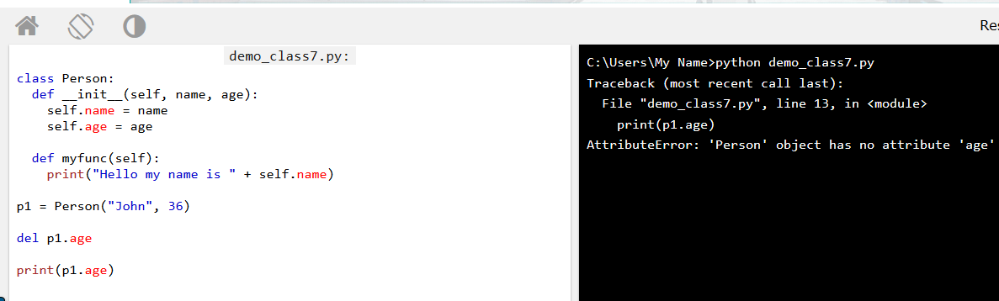 Res
demo_class7.py:
class Person:
  def __init__(self, name, age):
    self.name = name
    self.age = age

  def myfunc(self):
    print("Hello my name is " + self.name)

p1 = Person("John", 36)

del p1.age

print(p1.age)
C:\Users\My Name>python demo_class7.py
Traceback (most recent call last):
  File "demo_class7.py", line 13, in <module>
    print(p1.age)
AttributeError: 'Person' object has no attribute 'age'